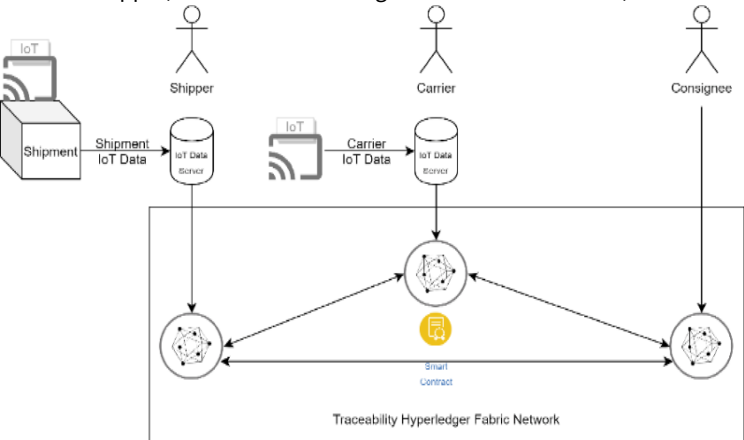 IoT
Shipper
Carrier
Consignee
Shipment
Shipment
IoT Data
IoT Data
Server
IoT
Carrier
IoT Data
IoT Data
Server
Smart
Contract
Traceability Hyperledger Fabric Network